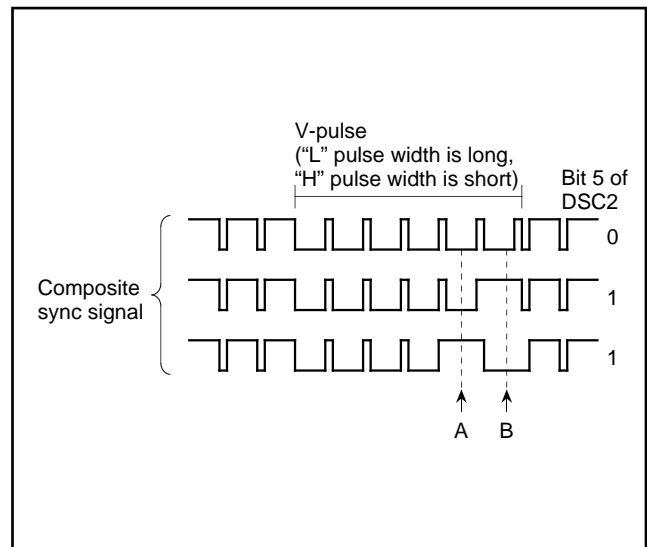 V-pulse
(“L” pulse width is long,
“H” pulse width is short)
Bit 5 of
DSC2
0
Composite
sync signal
1
1
A
B